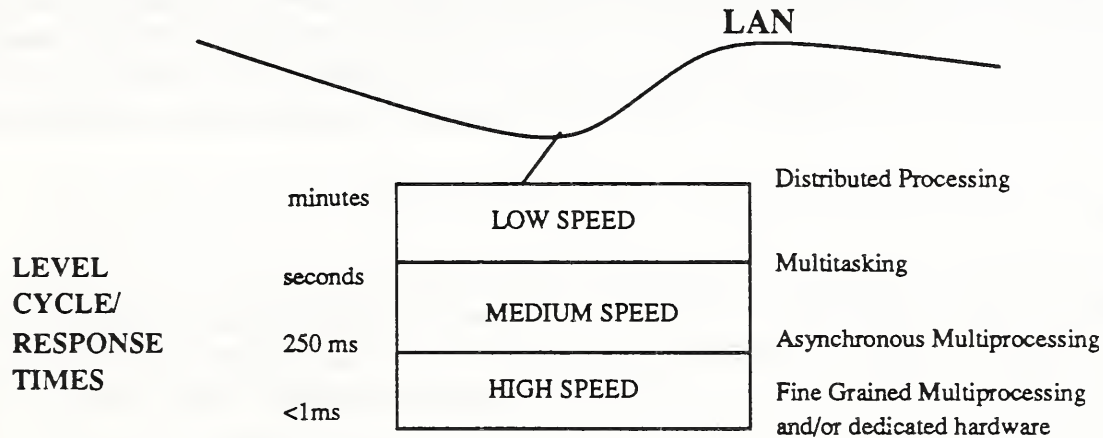 LAN
minutes
Distributed Processing
LOW SPEED
LEVEL
CYCLE/
RESPONSE
TIMES
seconds
Multitasking
MEDIUM SPEED
250 ms
Asynchronous Multiprocessing
HIGH SPEED
<1ms
Fine Grained Multiprocessing
and/or dedicated hardware